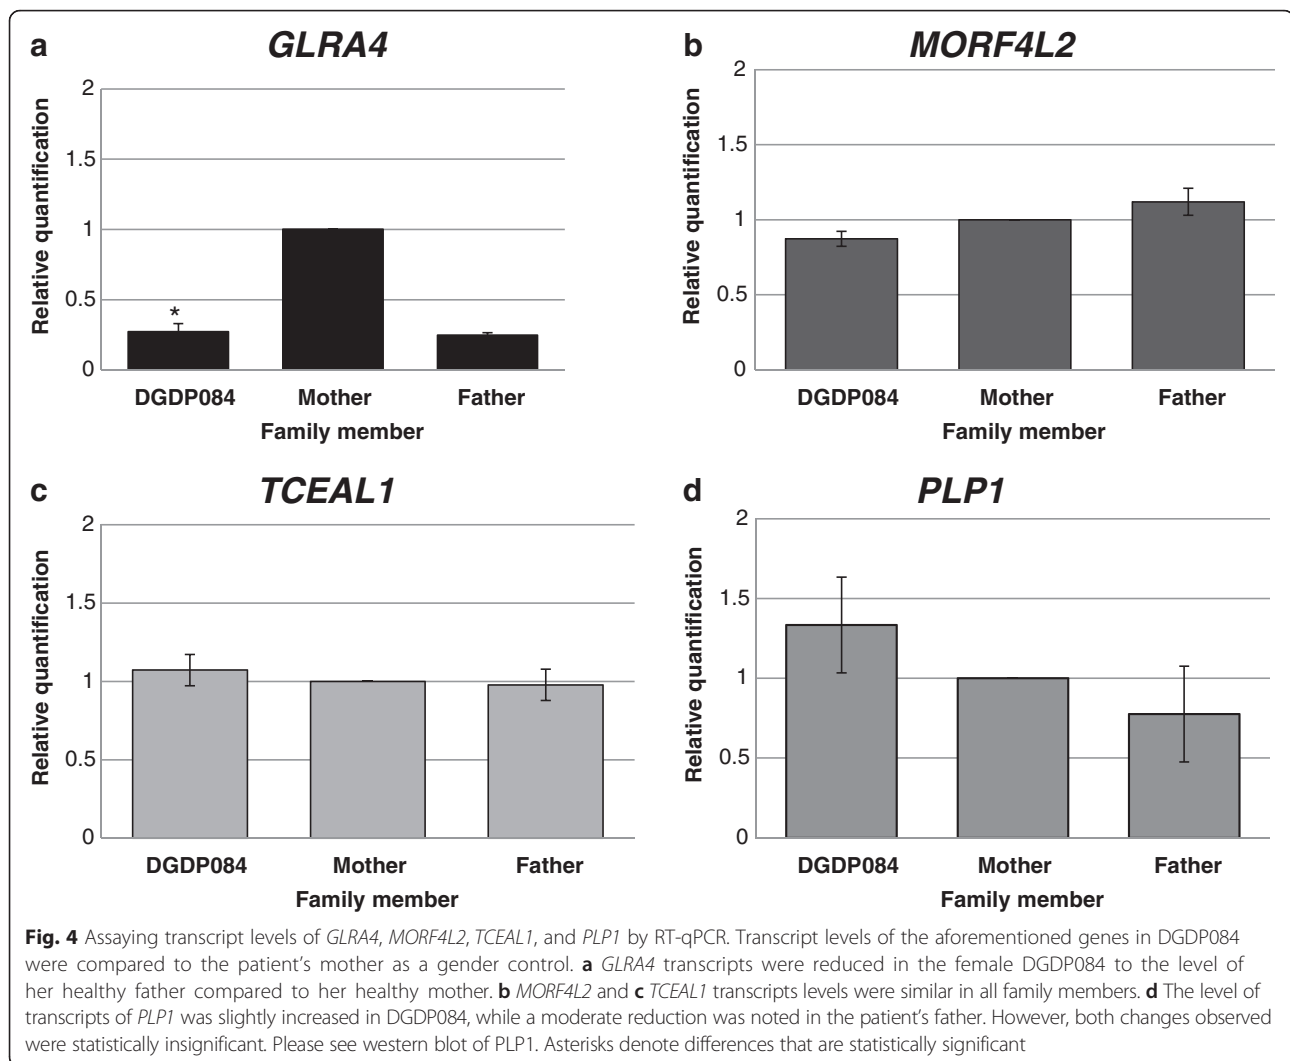 a GLRA4
2
1.5
1
0.5
0
Relative quantification
*
DGDP084 Mother Father
Family member
b MORF4L2
2
1.5
1
0.5
0
Relative quantification
DGDP084 Mother Father
Family member
c TCEAL1
2
1.5
1
0.5
0
Relative quantification
DGDP084 Mother Father
Family member
d PLP1
2
1.5
1
0.5
0
Relative quantification
DGDP084 Mother Father
Family member
Fig. 4 Assaying transcript levels of GLRA4, MORF4L2, TCEAL1, and PLP1 by RT-qPCR. Transcript levels of the aforementioned genes in DGDP084
were compared to the patient's mother as a gender control. a GLRA4 transcripts were reduced in the female DGDP084 to the level of
her healthy father compared to her healthy mother. b MORF4L2 and c TCEAL1 transcripts levels were similar in all family members. d The level of
transcripts of PLP1 was slightly increased in DGDP084, while a moderate reduction was noted in the patient's father. However, both changes observed
were statistically insignificant. Please see western blot of PLP1. Asterisks denote differences that are statistically significant